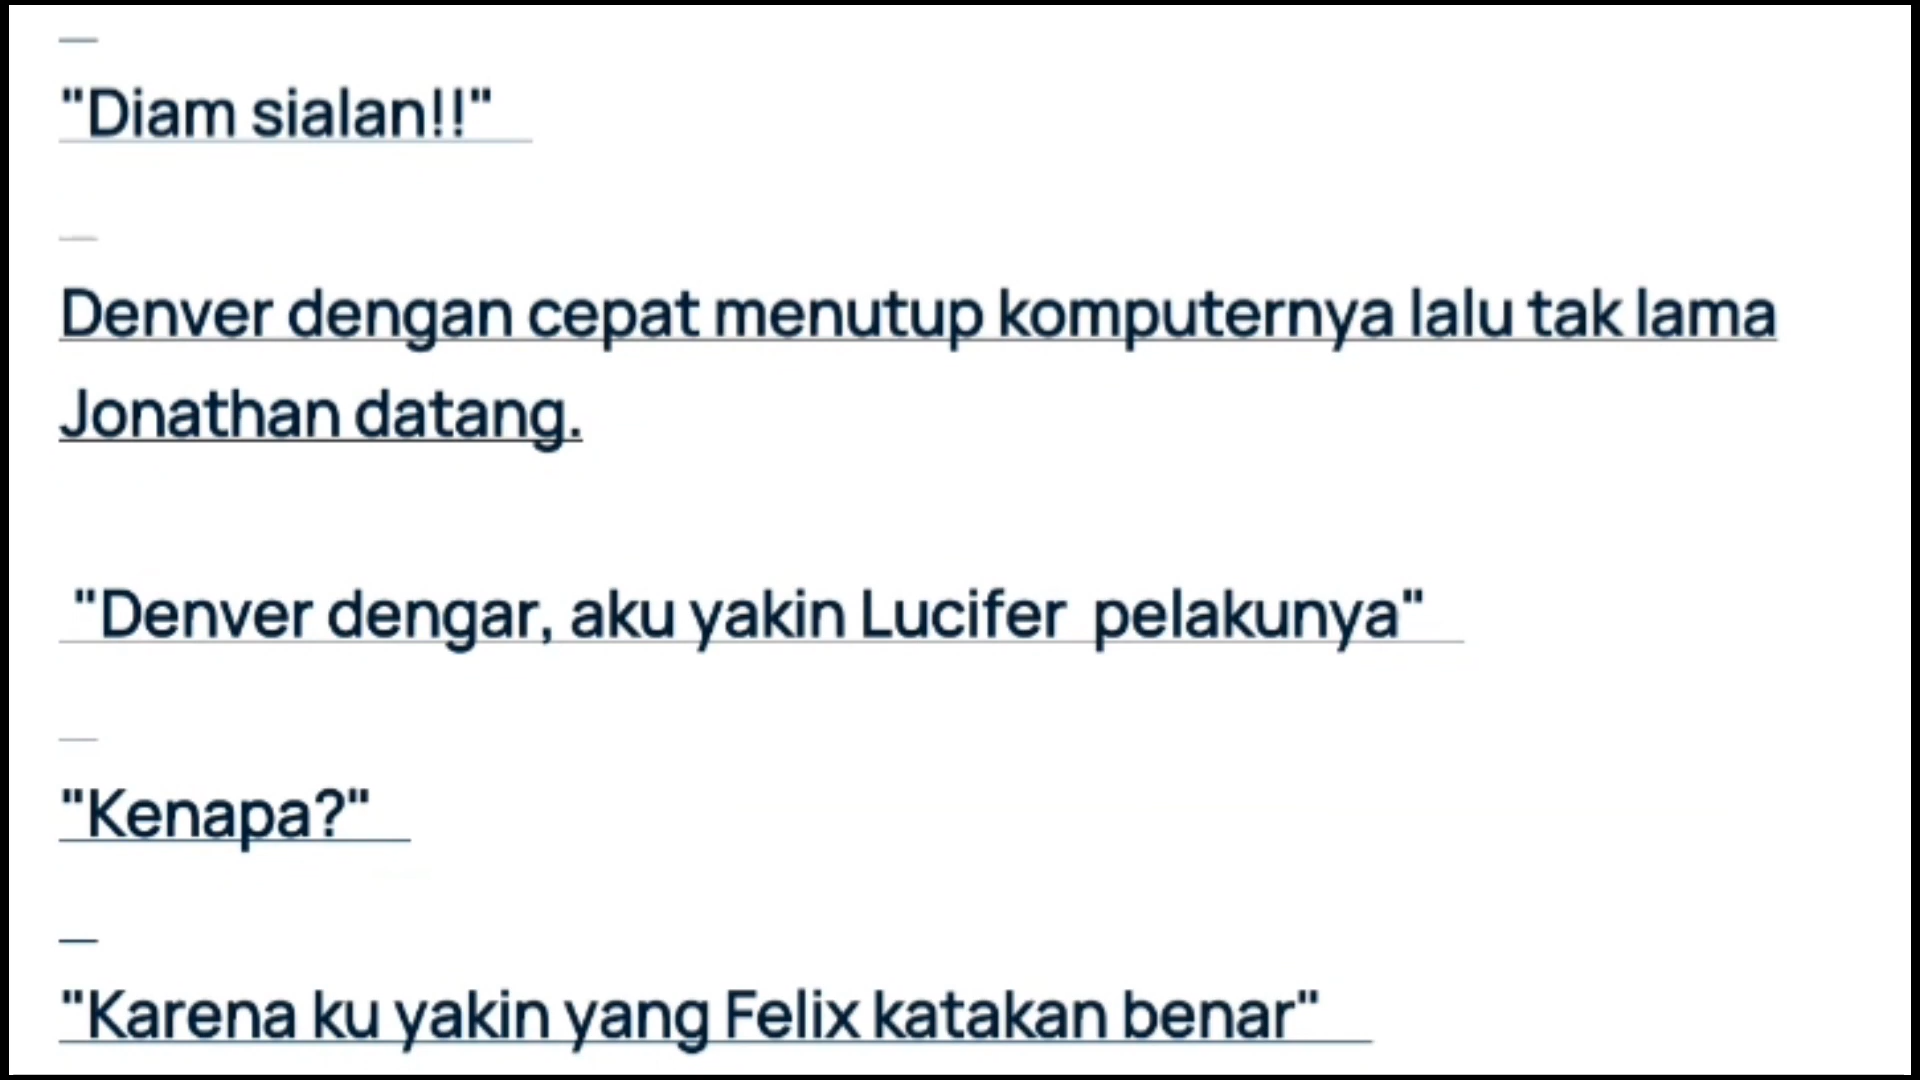 "Diam sialan!!"
Denver dengan cepat menutup komputernya lalu tak lama
Jonathan datang.
"Denver dengar, aku yakin Lucifer  pelakunya"
"Kenapa?"
"Karena ku yakin yang Felix katakan benar"